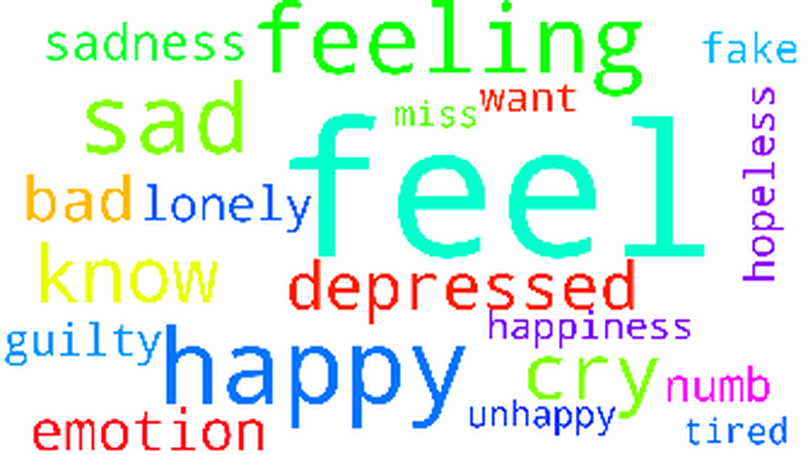 sadness feeling fake
sad miss want
hopeless
bad lonely feel
know depressed
guilty happiness
happy cry numb
emotion unhappy tired